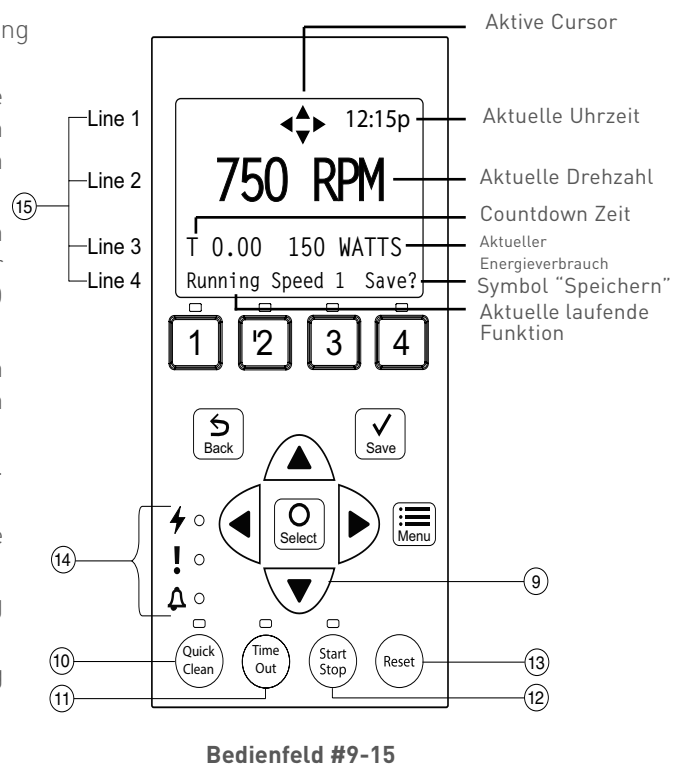 Aktive Cursor
Line 1
12:15p
Aktuelle Uhrzeit
Line 2
750 RPM
Aktuelle Drehzahl
15
Countdown Zeit
Line 3
T 0.00 150 WATTS
Aktueller
Energieverbrauch
Line 4
Running Speed 1 Save?
Symbol "Speichern"
Aktuelle laufende
Funktion
1
'2
3
4
Back
Save
Select
Menu
14
!
9
Quick
Clean
Time
Out
Start
Stop
Reset
10
11
12
13
Bedienfeld #9-15